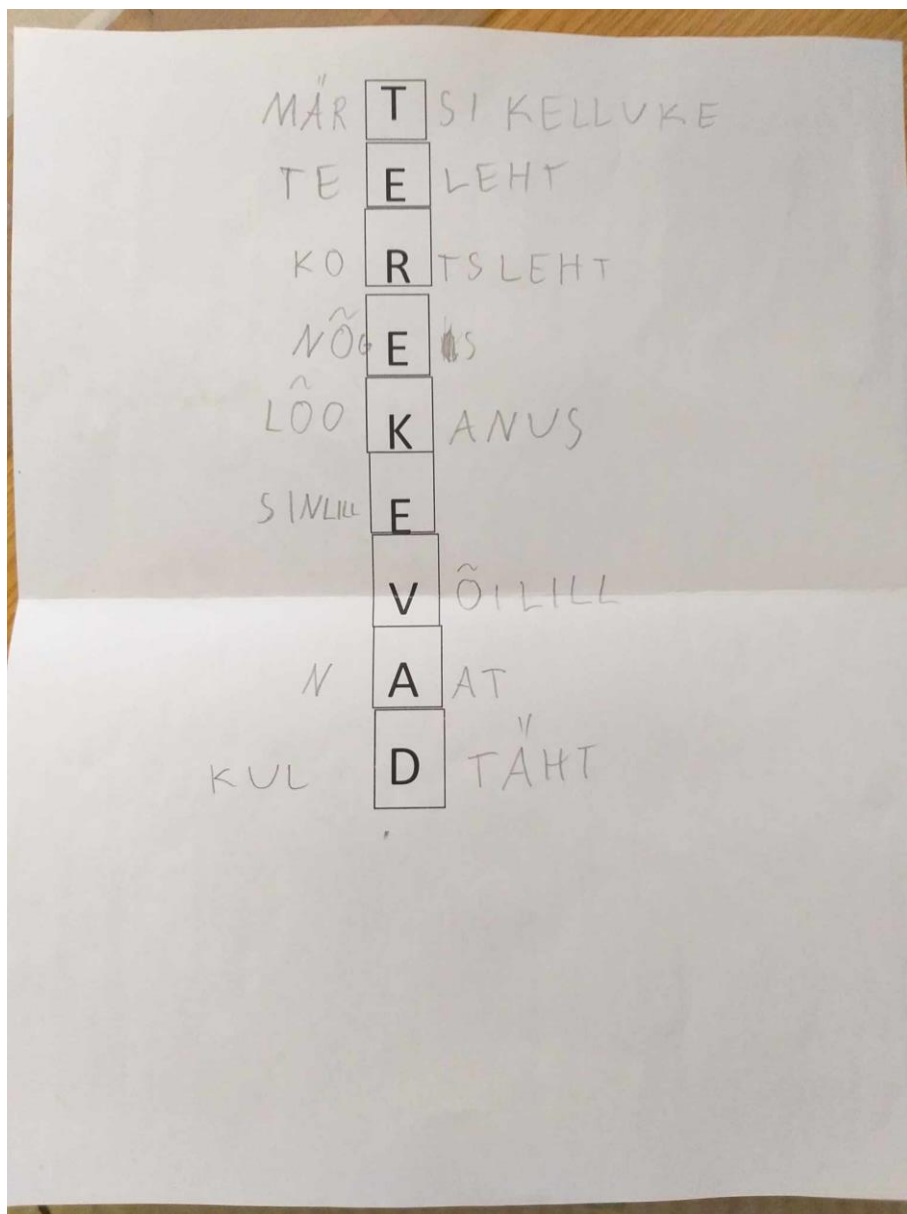 MÄRTSIKELLUKE
TEELEHT
KORTSLEHT
NÕGES
LÕOKANUS
SINLILLE
VÕILILL
NAAT
KULDTÄHT